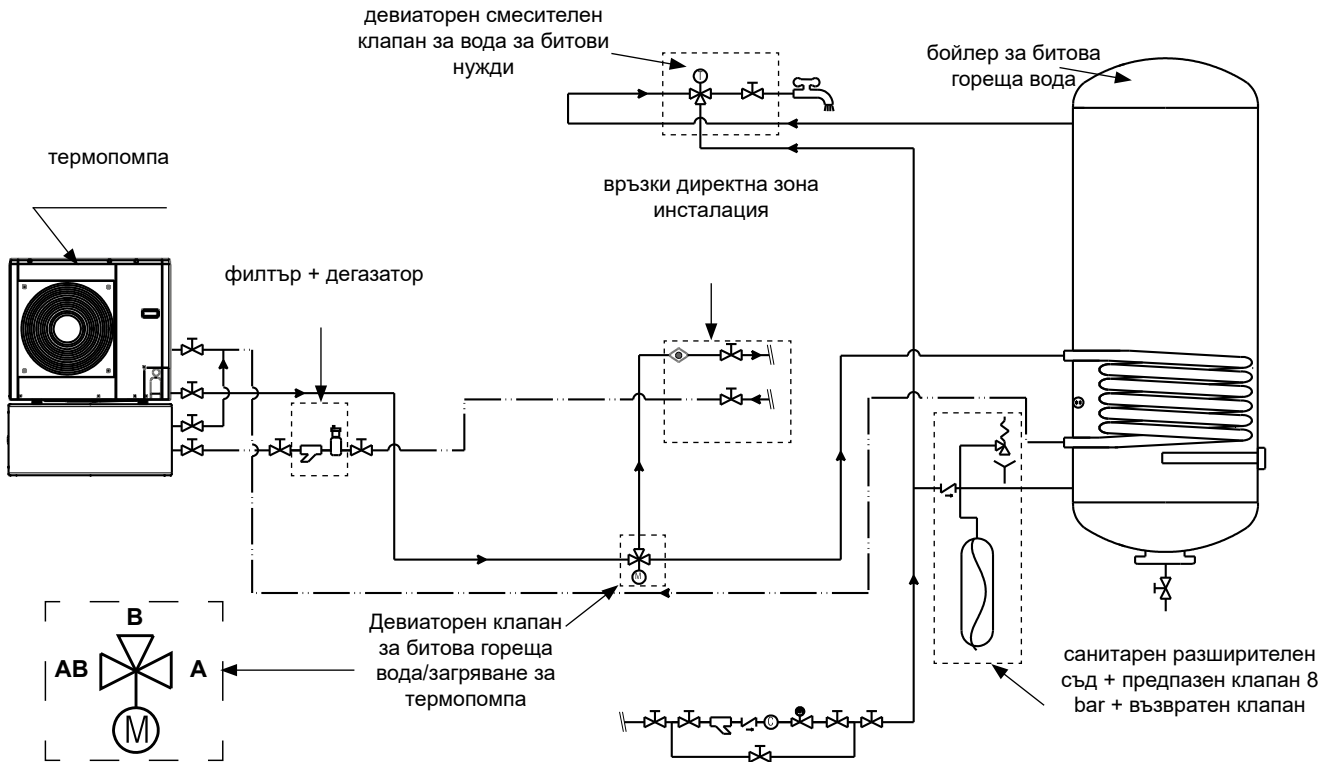 девиаторен смесителен
клапан за вода за битови
нужди
бойлер за битова
гореща вода
T
термопомпа
връзки директна зона
инсталация
филтър + дегазатор
M
Девиаторен клапан
за битова гореща
вода/загряване за
термопомпа
B
AB
A
M
санитарен разширителен
съд + предпазен клапан 8
bar + възвратен клапан
C